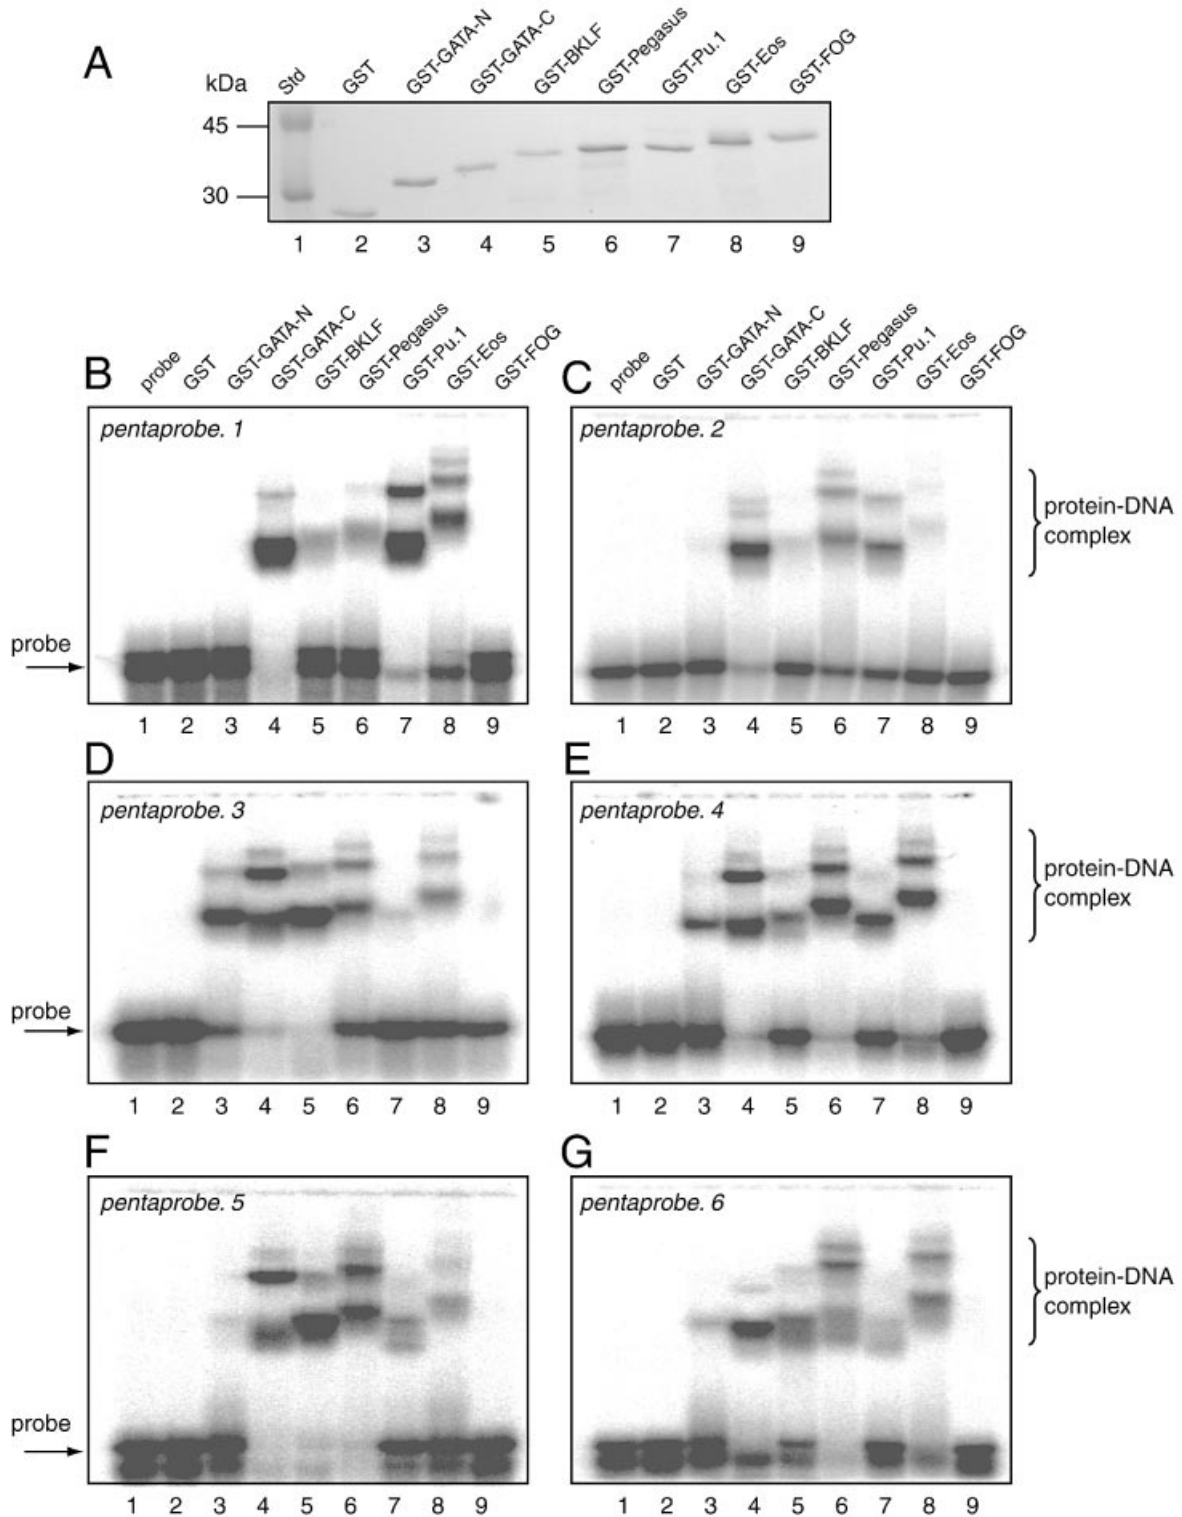 A
kDa
Std
GST
GST-GATA-N
GST-GATA-C
GST-BKLF
GST-Pegasus
GST-Pu.1
GST-Eos
GST-FOG
45
30
1 2 3 4 5 6 7 8 9
B
probe
GST
GST-GATA-N
GST-GATA-C
GST-BKLF
GST-Pegasus
GST-Pu.1
GST-Eos
GST-FOG
pentaprobe. 1
probe
1 2 3 4 5 6 7 8 9
C
probe
GST
GST-GATA-N
GST-GATA-C
GST-BKLF
GST-Pegasus
GST-Pu.1
GST-Eos
GST-FOG
pentaprobe. 2
protein-DNA
complex
1 2 3 4 5 6 7 8 9
D
pentaprobe. 3
probe
1 2 3 4 5 6 7 8 9
E
pentaprobe. 4
protein-DNA
complex
1 2 3 4 5 6 7 8 9
F
pentaprobe. 5
probe
1 2 3 4 5 6 7 8 9
G
pentaprobe. 6
protein-DNA
complex
1 2 3 4 5 6 7 8 9